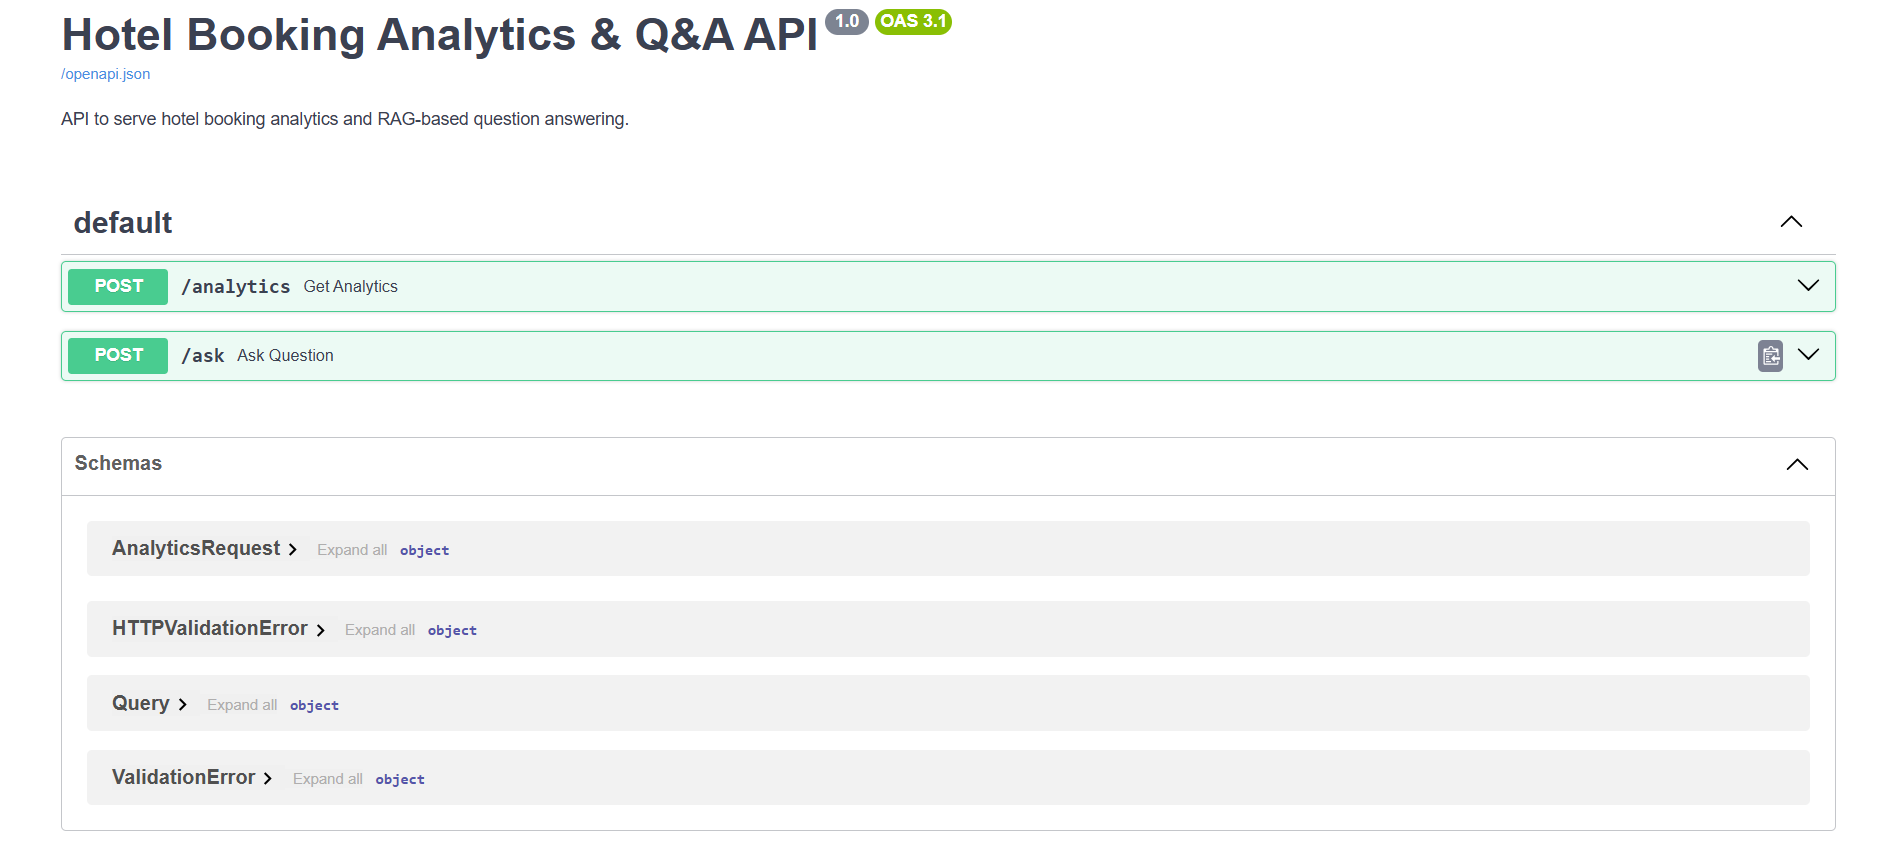 Hotel Booking Analytics & Q&A API 1.0 OAS 3.1
/openapi.json
API to serve hotel booking analytics and RAG-based question answering.
default
POST /analytics Get Analytics
POST /ask Ask Question
Schemas
AnalyticsRequest Expand all object
HTTPValidationError Expand all object
Query Expand all object
ValidationError Expand all object